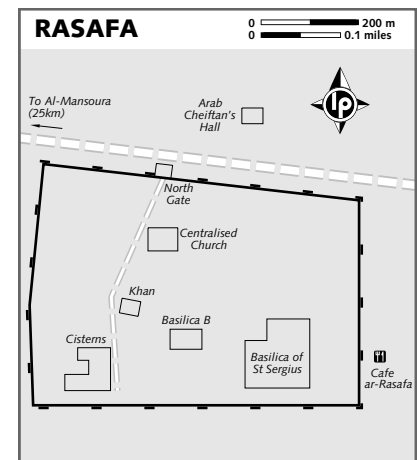 RASAFA
0 200 m
0 0.1 miles
To Al-Mansoura
(25km)
Arab
Cheiftan's
Hall
lp
North
Gate
Centralised
Church
Khan
Basilica B
Cisterns
Basilica of
St Sergius
Cafe
ar-Rasafa